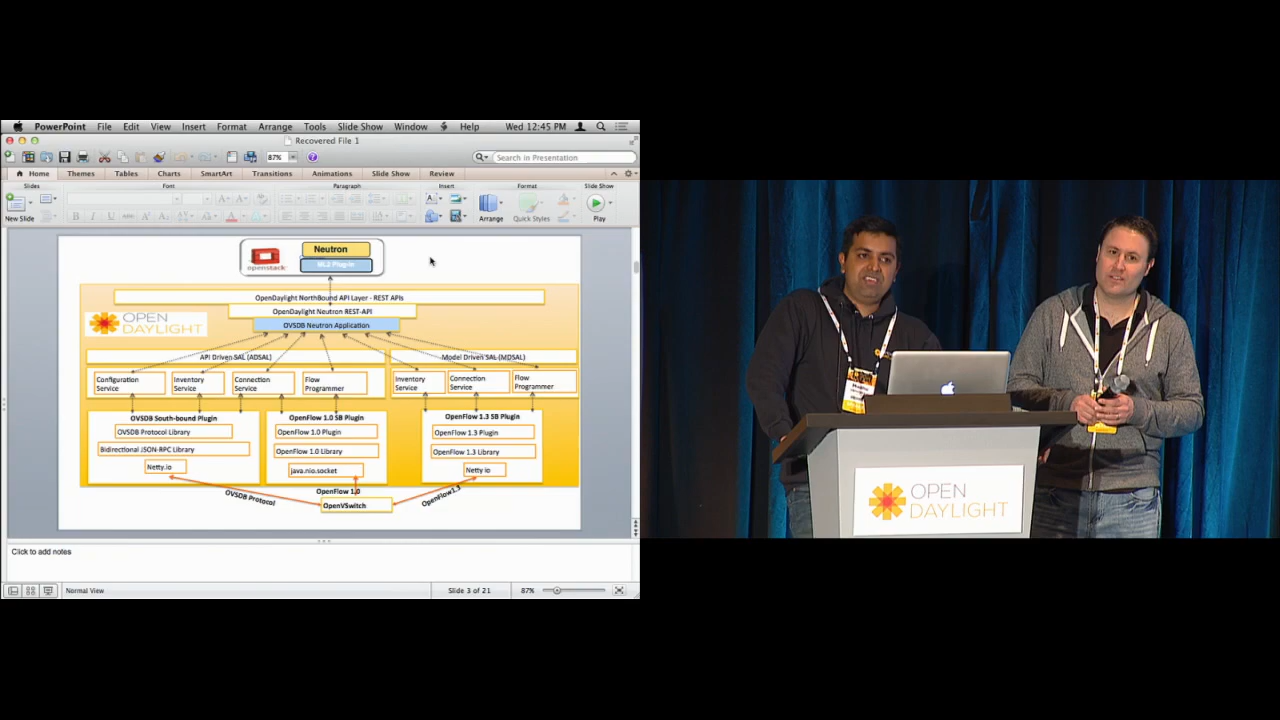 PowerPoint File Edit View Insert Format Arrange Tools Slide Show Window Help Wed 12:45 PM
Recovered File 1
87%
Search in Presentation
Home Themes Tables Charts SmartArt Transitions Animations Slide Show Review
Slides Font Paragraph Insert Format Slide Show
New Slide Arrange Quick Styles Play
Neutron
openstack
ML2 Plug-in
OpenDaylight NorthBound API Layer - REST APIs
OpenDaylight Neutron REST-API
OPEN
DAYLIGHT
OVSDB Neutron Application
API Driven SAL (ADSAL)
Model Driven SAL (MDSAL)
Configuration
Service
Inventory
Service
Connection
Service
Flow
Programmer
Inventory
Service
Connection
Service
Flow
Programmer
OVSDB South-bound Plugin
OVSDB Protocol Library
Bidirectional JSON-RPC Library
Netty.io
OpenFlow 1.0 SB Plugin
OpenFlow 1.0 Plugin
OpenFlow 1.0 Library
java.nio.socket
OpenFlow 1.3 SB Plugin
OpenFlow 1.3 Plugin
OpenFlow 1.3 Library
Netty io
OVSDB Protocol
OpenFlow 1.0
OpenFlow1.3
OpenVSwitch
Click to add notes
Normal View
Slide 3 of 21
87%
OPEN
DAYLIGHT